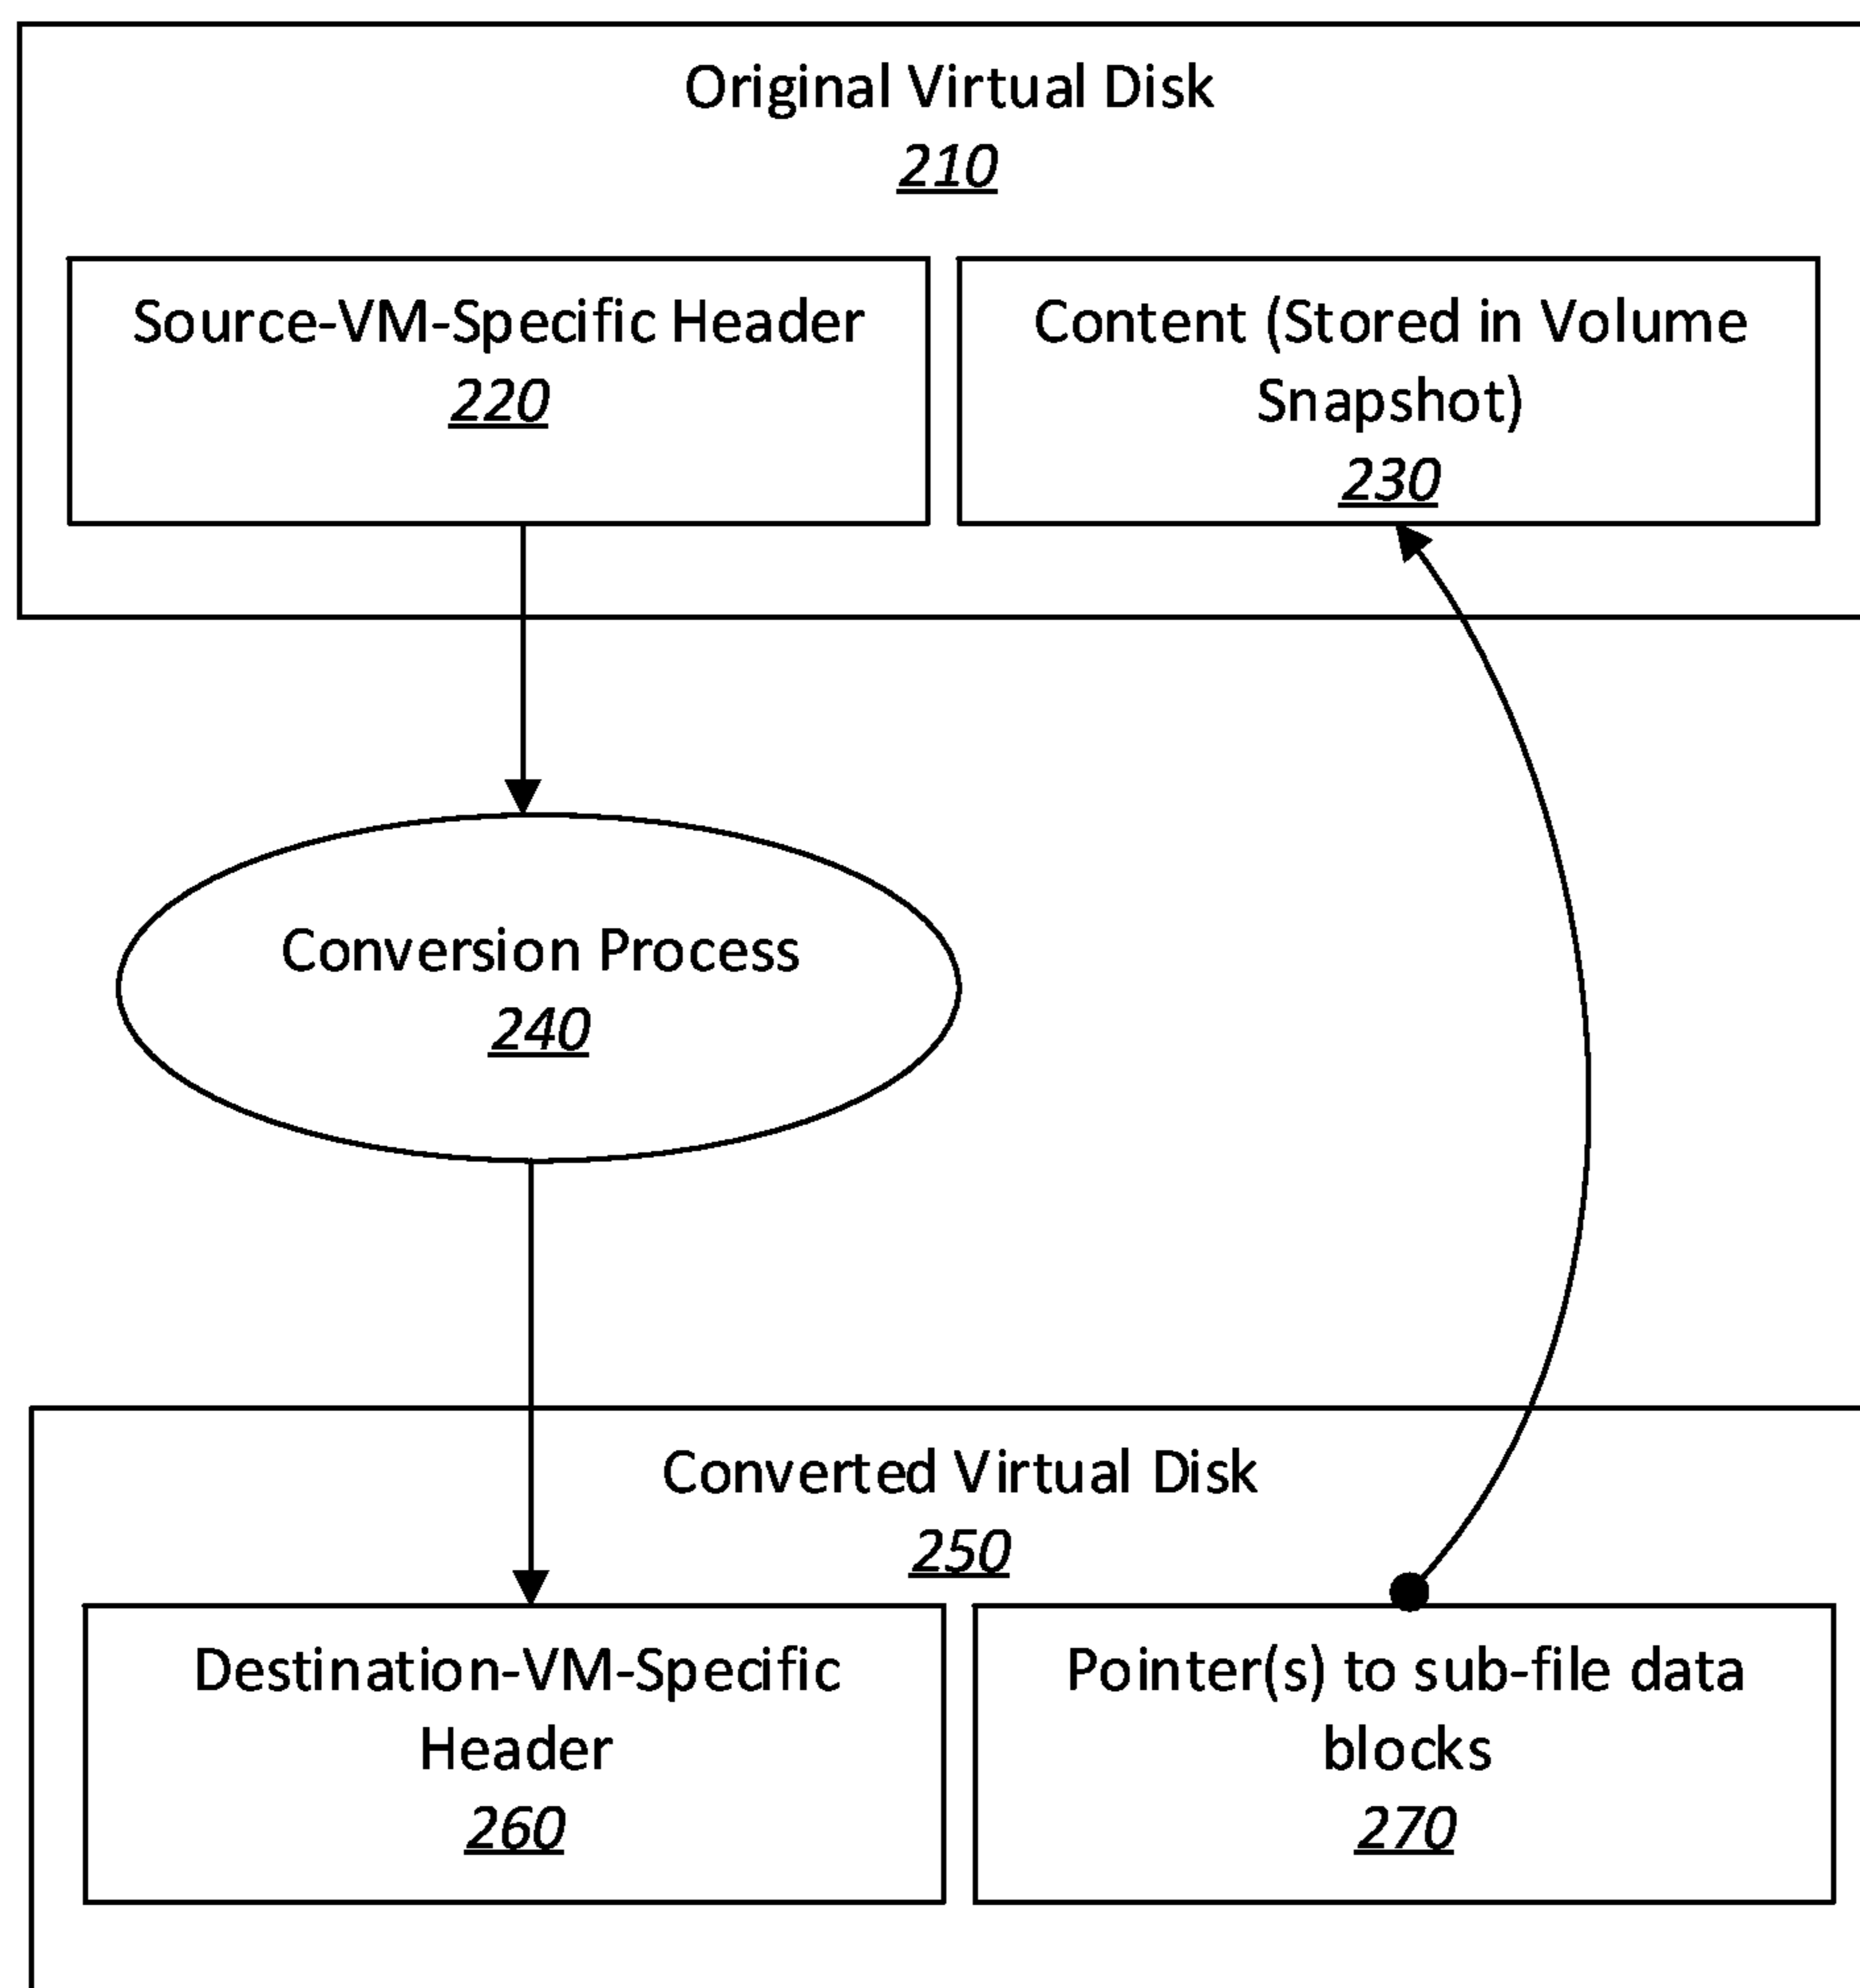 Original Virtual Disk
210
Source-VM-Specific Header
220
Content (Stored in Volume
Snapshot)
230
Conversion Process
240
Converted Virtual Disk
250
Destination-VM-Specific
Header
260
Pointer(s) to sub-file data
blocks
270